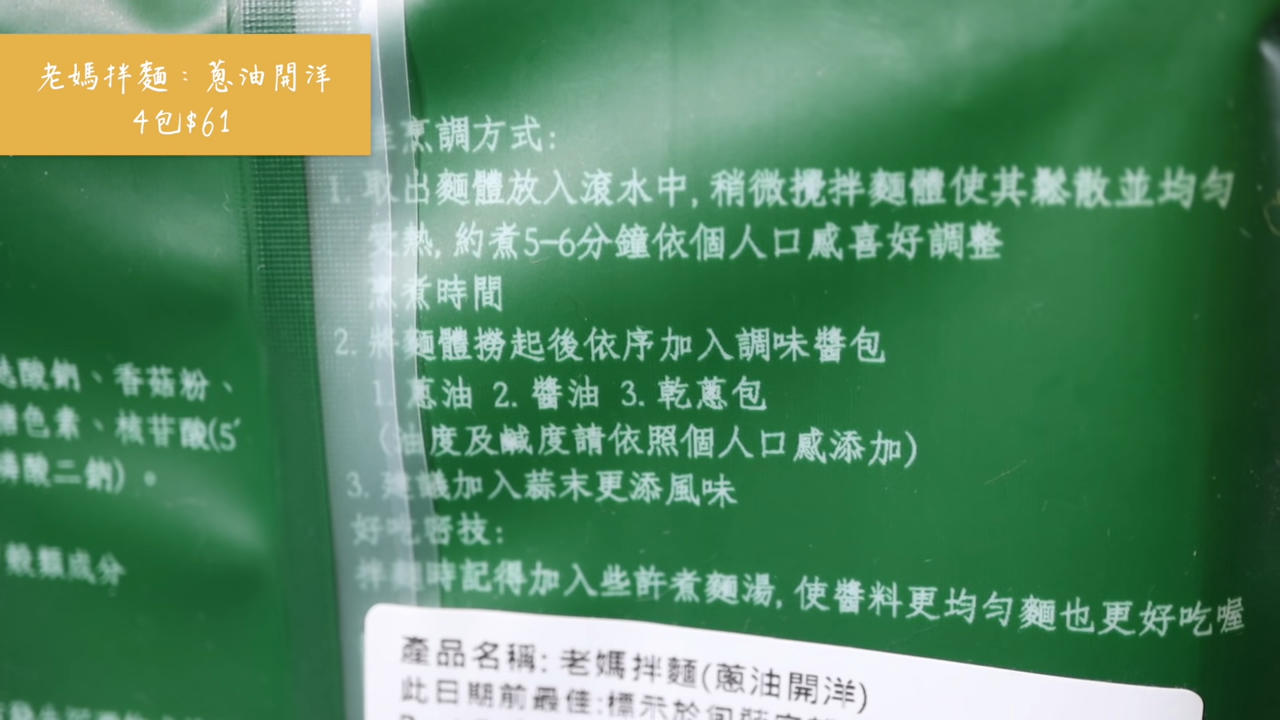 老媽拌麵：蔥油開洋
4包$61
烹調方式:
1. 取出麵體放入滾水中,稍微攪拌麵體使其鬆散並均勻
受熱,約煮5-6分鐘依個人口感喜好調整
烹煮時間
2. 將麵體撈起後依序加入調味醬包
1. 蔥油 2. 醬油 3. 乾蔥包
(油度及鹹度請依照個人口感添加)
3. 建議加入蒜末更添風味
好吃密技:
拌麵時記得加入些許煮麵湯,使醬料更均勻麵也更好吃喔
酸鈉、香菇粉、
糖色素、核苷酸(5'
磷酸二鈉)。
穀類成分
產品名稱: 老媽拌麵(蔥油開洋)
此日期前最佳:標示於包裝